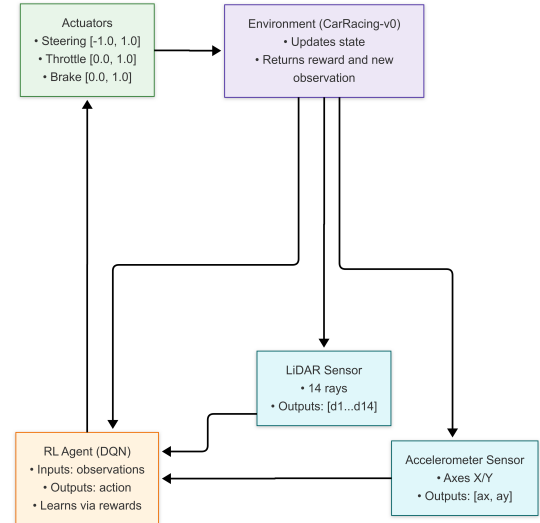 Actuators
• Steering [-1.0, 1.0]
• Throttle [0.0, 1.0]
• Brake [0.0, 1.0]
Environment (CarRacing-v0)
• Updates state
• Returns reward and new
observation
LiDAR Sensor
• 14 rays
• Outputs: [d1...d14]
RL Agent (DQN)
• Inputs: observations
• Outputs: action
• Learns via rewards
Accelerometer Sensor
• Axes X/Y
• Outputs: [ax, ay]